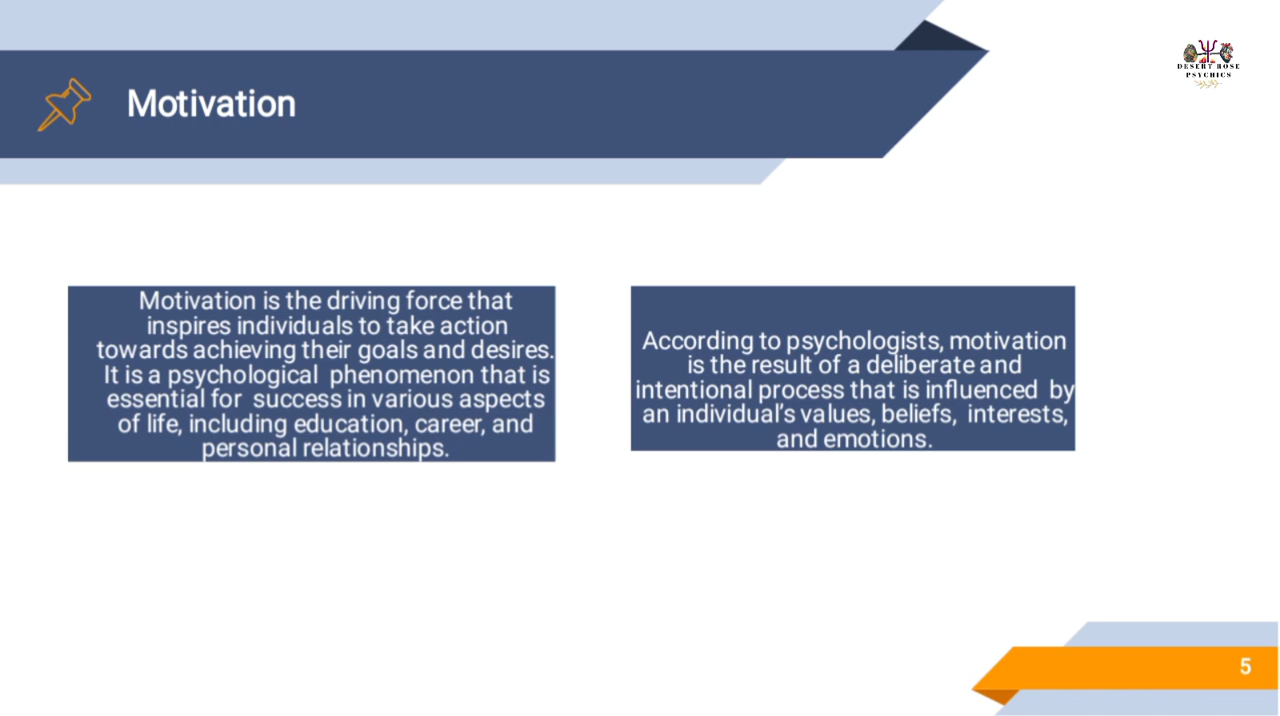 Motivation
DESERT ROSE
PSYCHICS
Motivation is the driving force that
inspires individuals to take action
towards achieving their goals and desires.
It is a psychological phenomenon that is
essential for success in various aspects
of life, including education, career, and
personal relationships.
According to psychologists, motivation
is the result of a deliberate and
intentional process that is influenced by
an individual’s values, beliefs, interests,
and emotions.
5